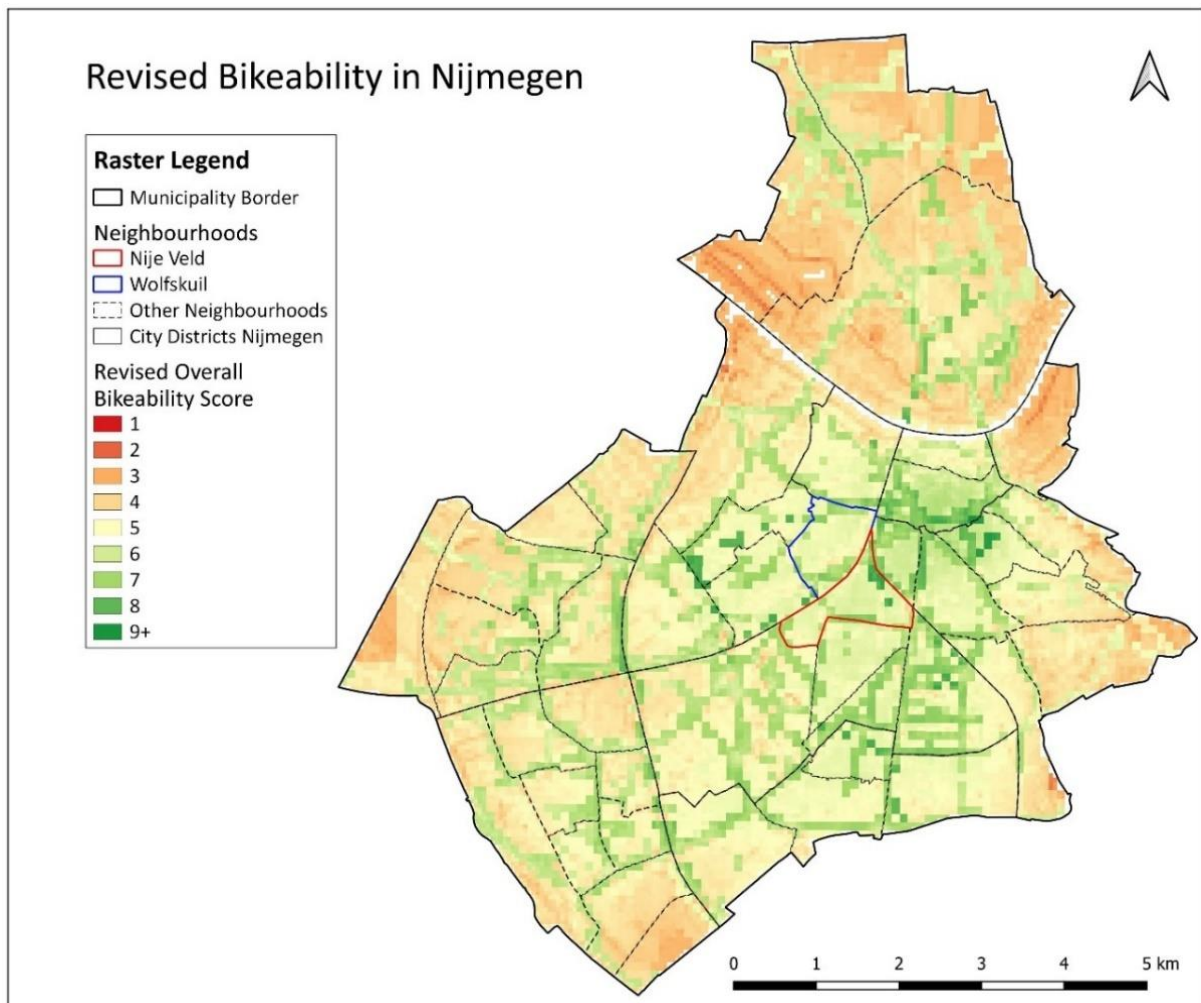 Revised Bikeability in Nijmegen
Raster Legend
Municipality Border
Neighbourhoods
Nije Veld
Wolfskuil
Other Neighbourhoods
City Districts Nijmegen
Revised Overall
Bikeability Score
1
2
3
4
5
6
7
8
9+
0 1 2 3 4 5 km